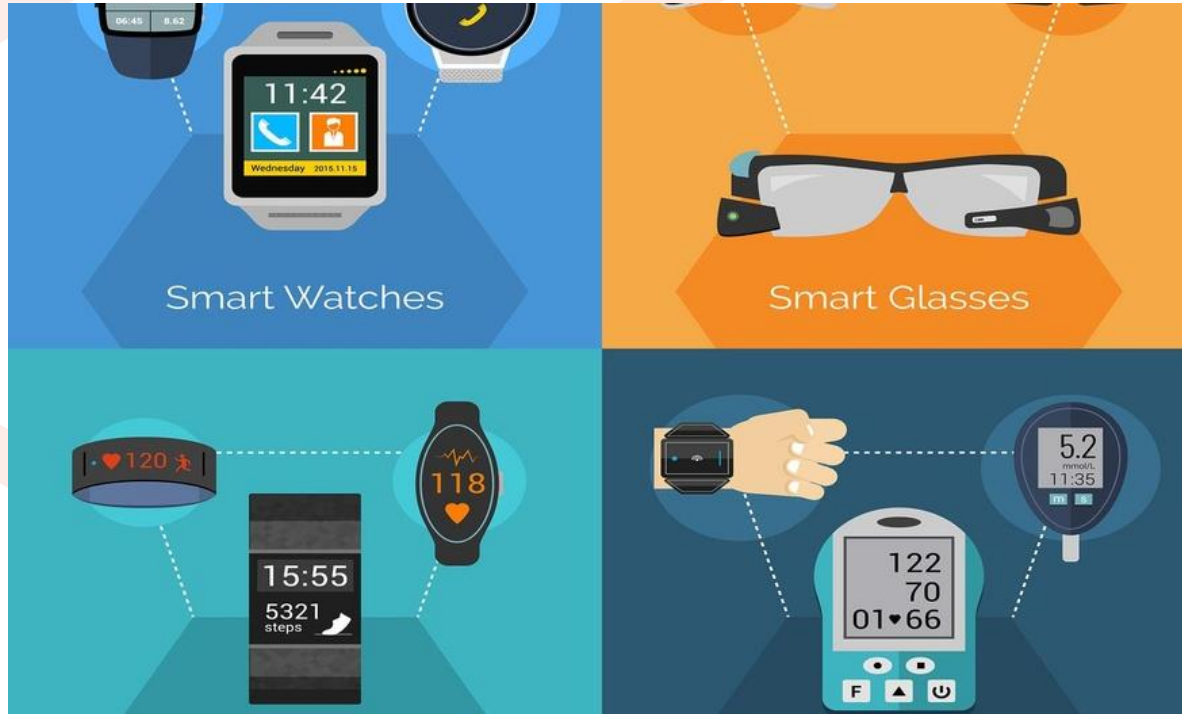 06:45 8.62
11:42
Wednesday 2015.11.15
Smart Watches
Smart Glasses
120
118
15:55
5321
steps
5.2
mmol/L
11:35
m s
122
70
01♥66
F